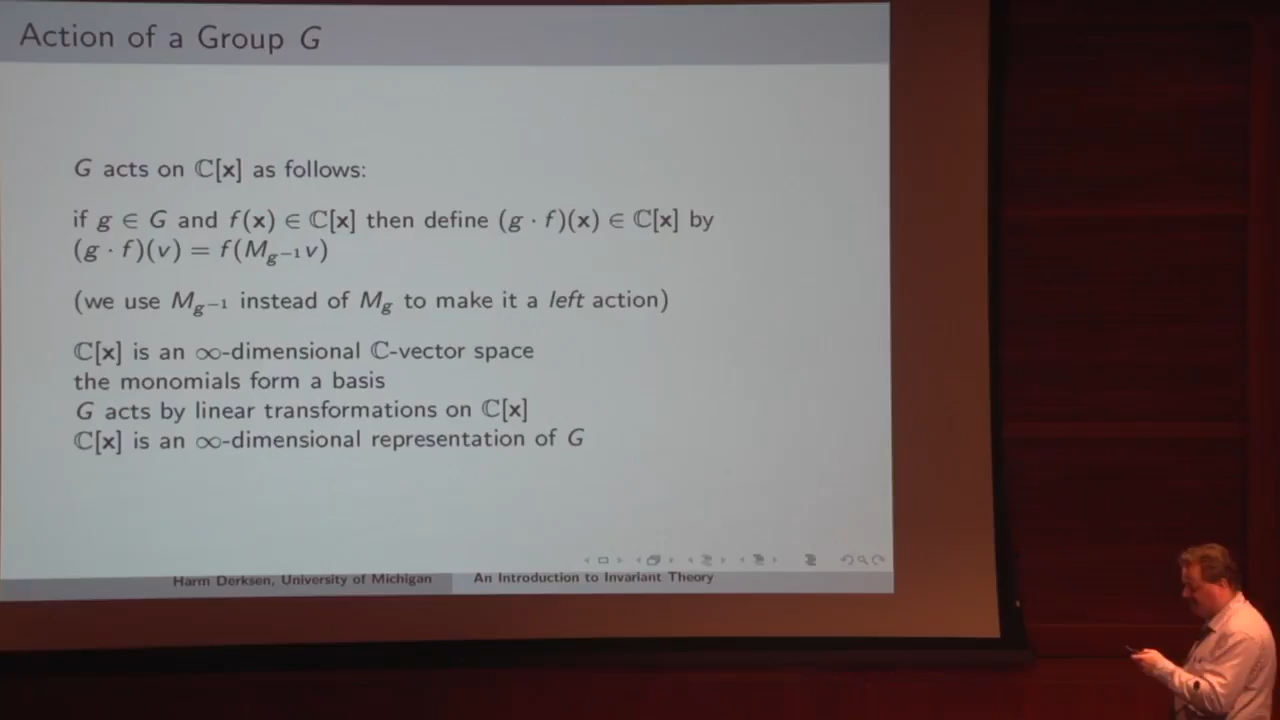 Action of a Group G
G acts on ℂ[x] as follows:
if g ∈ G and f(x) ∈ ℂ[x] then define (g · f)(x) ∈ ℂ[x] by
(g · f)(v) = f(M_{g^{-1}} v)
(we use M_{g^{-1}} instead of M_g to make it a left action)
ℂ[x] is an ∞-dimensional ℂ-vector space
the monomials form a basis
G acts by linear transformations on ℂ[x]
ℂ[x] is an ∞-dimensional representation of G
Harm Derksen, University of Michigan An Introduction to Invariant Theory